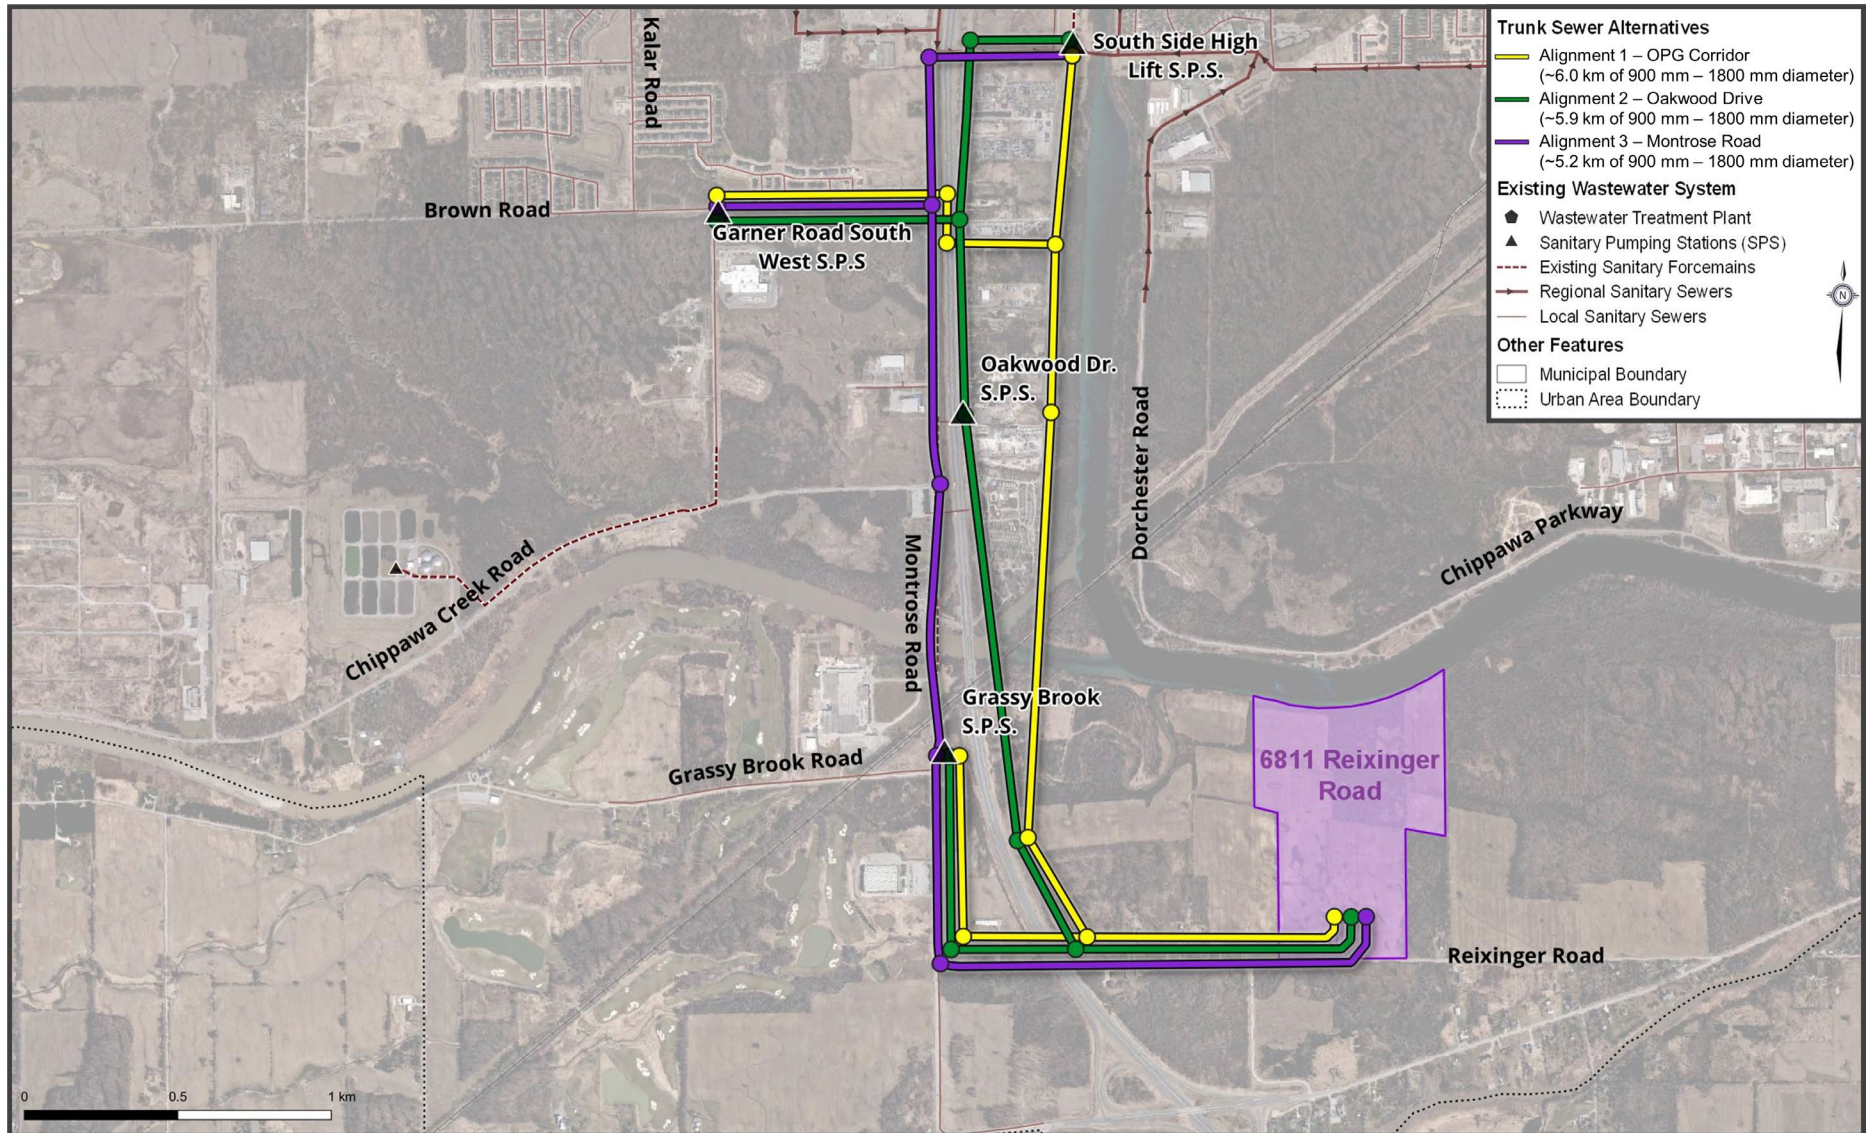 Kalar Road
South Side High
Lift S.P.S.
Trunk Sewer Alternatives
Alignment 1 – OPG Corridor
(~6.0 km of 900 mm – 1800 mm diameter)
Alignment 2 – Oakwood Drive
(~5.9 km of 900 mm – 1800 mm diameter)
Alignment 3 – Montrose Road
(~5.2 km of 900 mm – 1800 mm diameter)
Existing Wastewater System
Wastewater Treatment Plant
Sanitary Pumping Stations (SPS)
Existing Sanitary Forcemains
Regional Sanitary Sewers
Local Sanitary Sewers
N
Other Features
Municipal Boundary
Urban Area Boundary
Brown Road
Garner Road South
West S.P.S
Oakwood Dr.
S.P.S.
Dorchester Road
Chippawa Parkway
Chippawa Creek Road
Montrose Road
Grassy Brook
S.P.S.
Grassy Brook Road
6811 Reixinger
Road
Reixinger Road
0 0.5 1 km